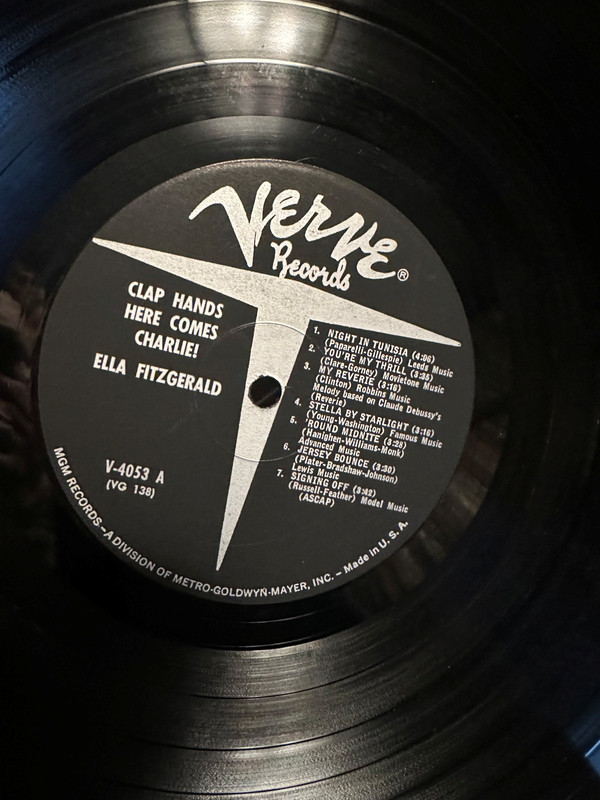 Verve
Records®
CLAP HANDS
HERE COMES
CHARLIE!
ELLA FITZGERALD
V-4053 A
(VG 138)
1. NIGHT IN TUNISIA (4:06)
(Paparelli-Gillespie) Leeds Music
2. YOU'RE MY THRILL (3:35)
(Clare-Gorney) Movietone Music
3. MY REVERIE (3:16)
(Clinton) Robbins Music
Melody based on Claude Debussy's
(Reverie)
4. STELLA BY STARLIGHT (3:16)
(Young-Washington) Famous Music
5. 'ROUND MIDNITE (3:28)
(Hanighen-Williams-Monk)
Advanced Music
6. JERSEY BOUNCE (3:30)
(Plater-Bradshaw-Johnson)
Lewis Music
7. SIGNING OFF (3:42)
(Russell-Feather) Model Music
(ASCAP)
MGM RECORDS—A DIVISION OF METRO-GOLDWYN-MAYER, INC. – Made in U. S. A.